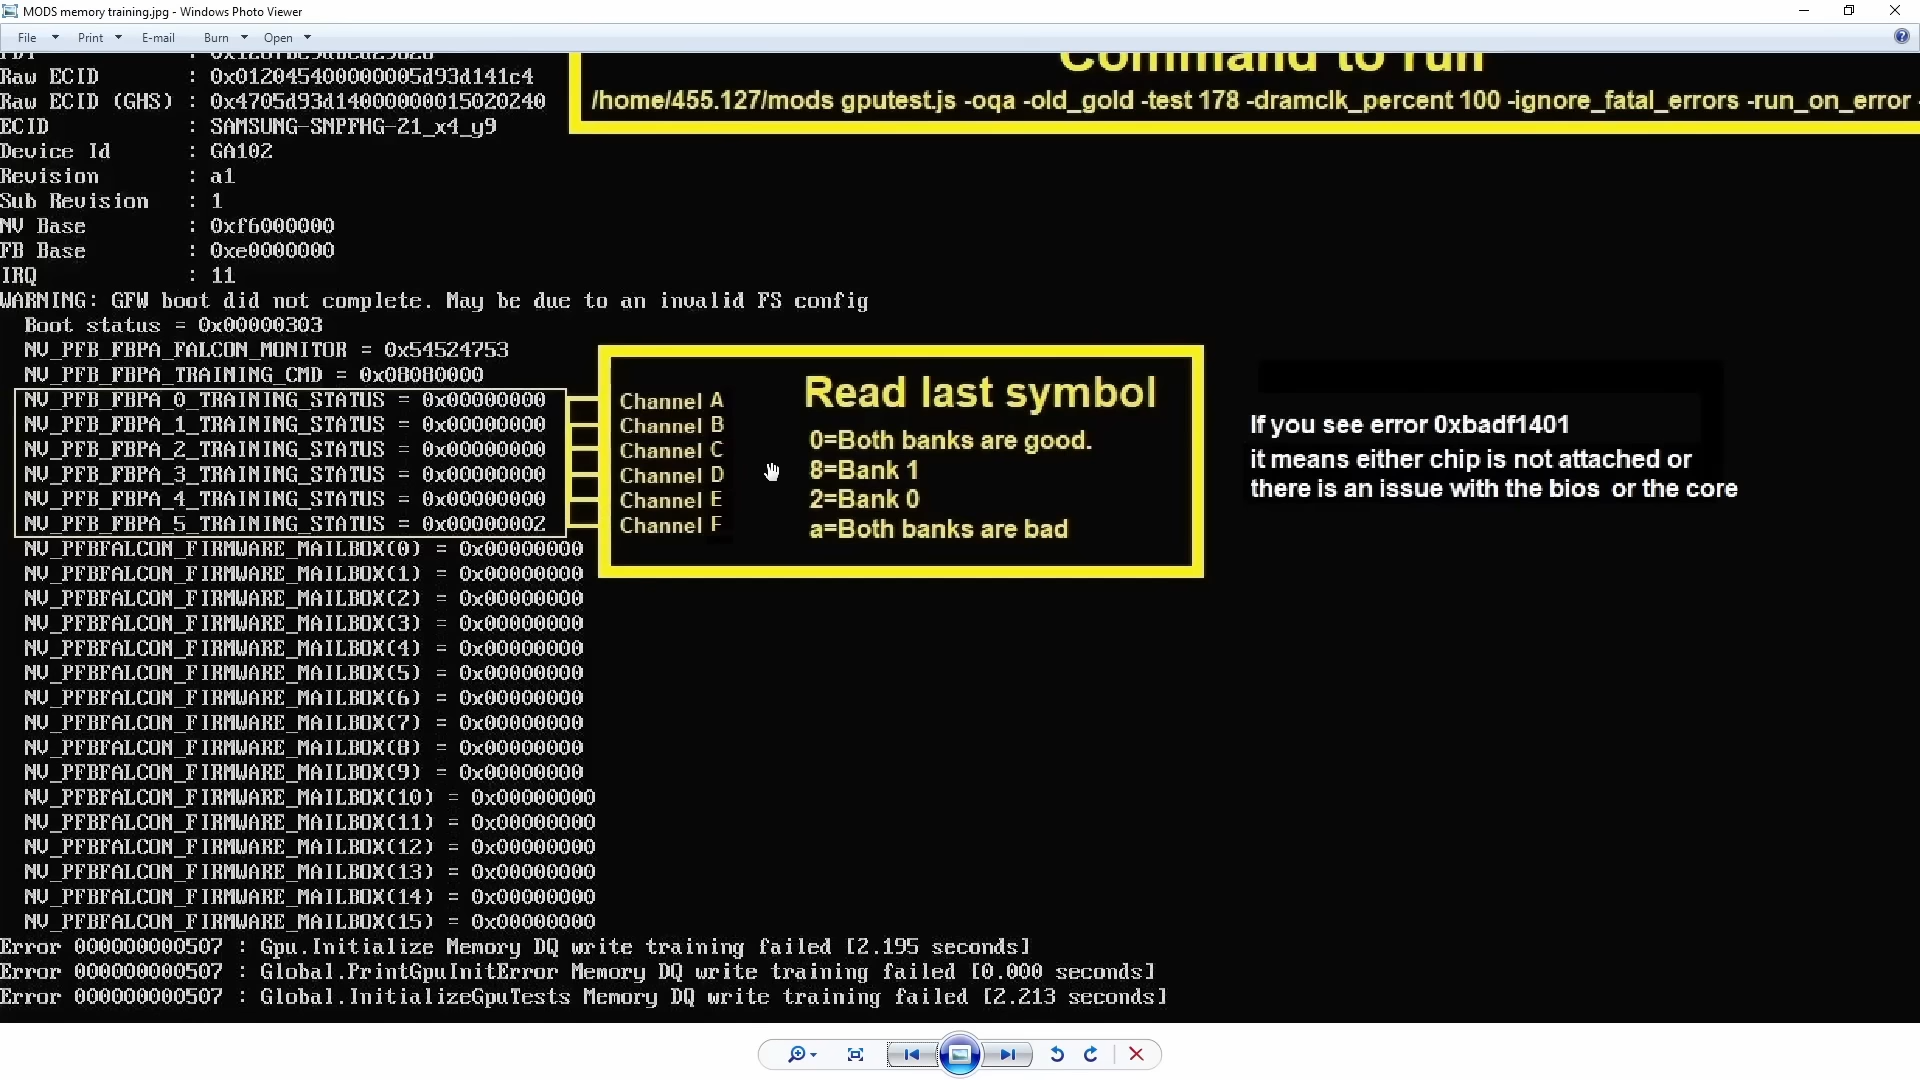 MODS memory training.jpg - Windows Photo Viewer
File Print E-mail Burn Open
Command to run
/home/455.127/mods gputest.js -oqa -old_gold -test 178 -dramclk_percent 100 -ignore_fatal_errors -run_on_error
Raw ECID : 0x012045400000005d93d141c4
Raw ECID (GHS) : 0x4705d93d14000000015020240
ECID : SAMSUNG-SNPFHG-21_x4_y9
Device Id : GA102
Revision : a1
Sub Revision : 1
NV Base : 0xf6000000
FB Base : 0xe0000000
IRQ : 11
WARNING: GFW boot did not complete. May be due to an invalid FS config
Boot status = 0x00000303
NV_PFB_FBPA_FALCON_MONITOR = 0x54524753
NV_PFB_FBPA_TRAINING_CMD = 0x08080000
NV_PFB_FBPA_0_TRAINING_STATUS = 0x00000000
NV_PFB_FBPA_1_TRAINING_STATUS = 0x00000000
NV_PFB_FBPA_2_TRAINING_STATUS = 0x00000000
NV_PFB_FBPA_3_TRAINING_STATUS = 0x00000000
NV_PFB_FBPA_4_TRAINING_STATUS = 0x00000000
NV_PFB_FBPA_5_TRAINING_STATUS = 0x00000002
Channel A
Channel B
Channel C
Channel D
Channel E
Channel F
Read last symbol
0=Both banks are good.
8=Bank 1
2=Bank 0
a=Both banks are bad
If you see error 0xbadf1401
it means either chip is not attached or
there is an issue with the bios or the core
NV_PFBFALCON_FIRMWARE_MAILBOX(0) = 0x00000000
NV_PFBFALCON_FIRMWARE_MAILBOX(1) = 0x00000000
NV_PFBFALCON_FIRMWARE_MAILBOX(2) = 0x00000000
NV_PFBFALCON_FIRMWARE_MAILBOX(3) = 0x00000000
NV_PFBFALCON_FIRMWARE_MAILBOX(4) = 0x00000000
NV_PFBFALCON_FIRMWARE_MAILBOX(5) = 0x00000000
NV_PFBFALCON_FIRMWARE_MAILBOX(6) = 0x00000000
NV_PFBFALCON_FIRMWARE_MAILBOX(7) = 0x00000000
NV_PFBFALCON_FIRMWARE_MAILBOX(8) = 0x00000000
NV_PFBFALCON_FIRMWARE_MAILBOX(9) = 0x00000000
NV_PFBFALCON_FIRMWARE_MAILBOX(10) = 0x00000000
NV_PFBFALCON_FIRMWARE_MAILBOX(11) = 0x00000000
NV_PFBFALCON_FIRMWARE_MAILBOX(12) = 0x00000000
NV_PFBFALCON_FIRMWARE_MAILBOX(13) = 0x00000000
NV_PFBFALCON_FIRMWARE_MAILBOX(14) = 0x00000000
NV_PFBFALCON_FIRMWARE_MAILBOX(15) = 0x00000000
Error 000000000507 : Gpu.Initialize Memory DQ write training failed [2.195 seconds]
Error 000000000507 : Global.PrintGpuInitError Memory DQ write training failed [0.000 seconds]
Error 000000000507 : Global.InitializeGpuTests Memory DQ write training failed [2.213 seconds]